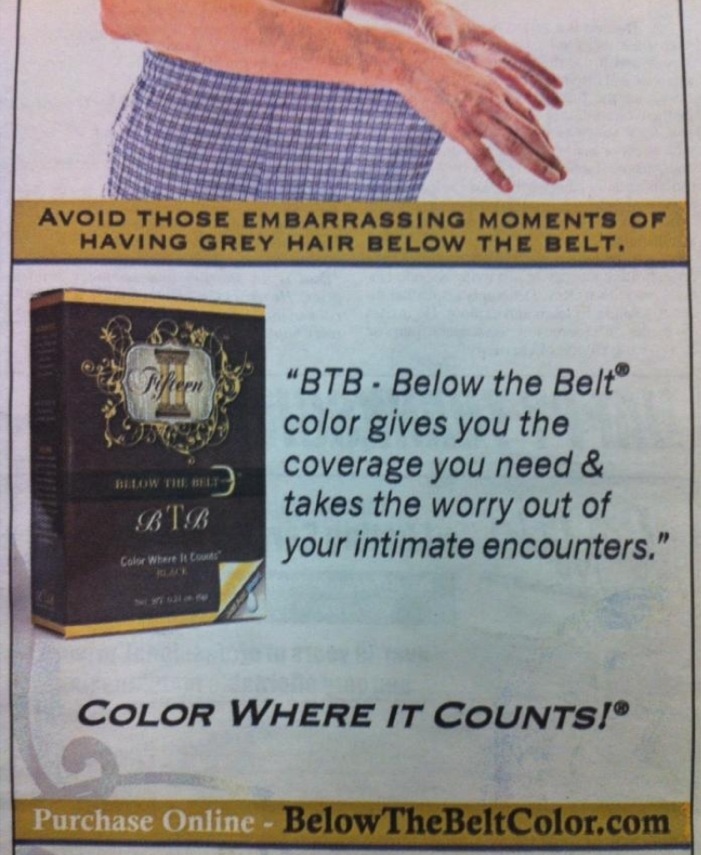 AVOID THOSE EMBARRASSING MOMENTS OF
HAVING GREY HAIR BELOW THE BELT.
Fifteen
II
BELOW THE BELT
BTB
Color Where It Counts
BLACK
"BTB - Below the Belt®
color gives you the
coverage you need &
takes the worry out of
your intimate encounters."
COLOR WHERE IT COUNTS!®
Purchase Online - BelowTheBeltColor.com